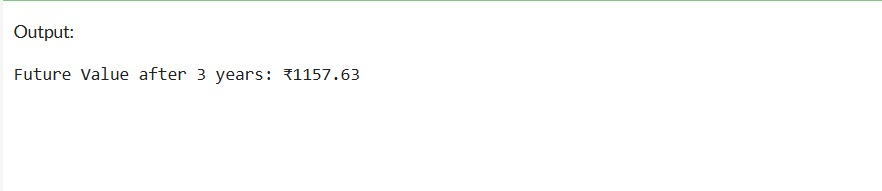 Output:
Future Value after 3 years: ₹1157.63